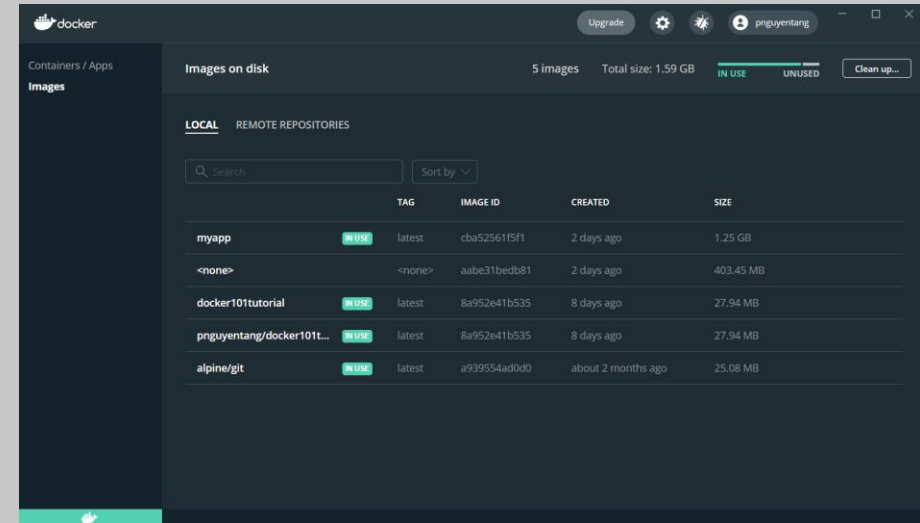 docker
Upgrade
pnguyentang
Containers / Apps
Images
Images on disk
5 images Total size: 1.59 GB
IN USE UNUSED
Clean up...
LOCAL REMOTE REPOSITORIES
Search
Sort by
TAG IMAGE ID CREATED SIZE
myapp IN USE latest cba52561f5f1 2 days ago 1.25 GB
<none> <none> aabe31bedb81 2 days ago 403.45 MB
docker101tutorial IN USE latest 8a952e41b535 8 days ago 27.94 MB
pnguyentang/docker101t... IN USE latest 8a952e41b535 8 days ago 27.94 MB
alpine/git IN USE latest a939554ad0d0 about 2 months ago 25.08 MB